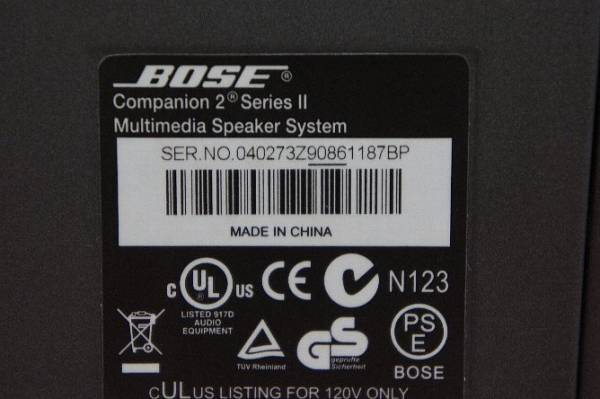 BOSE®
Companion 2® Series II
Multimedia Speaker System
SER.NO.040273Z90861187BP
MADE IN CHINA
C UL® US CE N123
LISTED 917D
AUDIO
EQUIPMENT
TUV Rheinland
GS
geprüfte
Sicherheit
PS
E
BOSE
CULUS LISTING FOR 120V ONLY